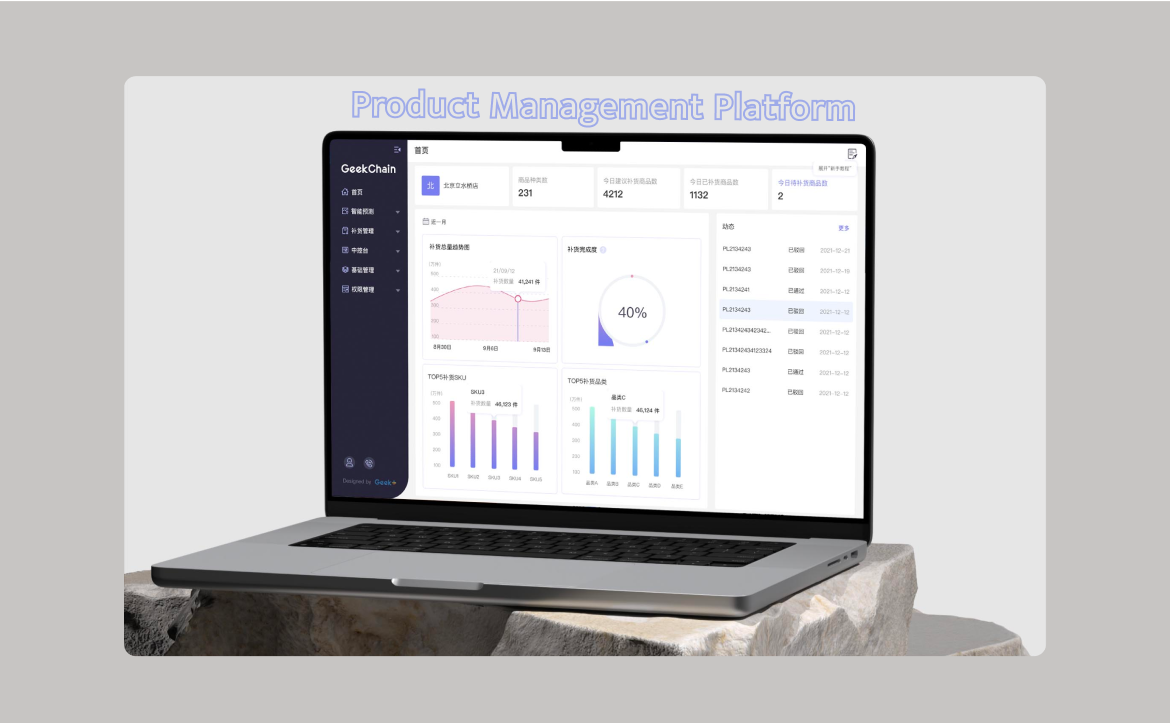 Product Management Platform
GeekChain
首页
智能预测
补货管理
中控台
基础管理
权限管理
Designed by Geek+
首页
展开"新手教程"
北
北京立水桥店
商品种类数
231
今日建议补货商品数
4212
今日已补货商品数
1132
今日待补货商品数
2
近一月
补货总量趋势图
(万件)
500
400
300
200
100
21/09/12
补货数量 41,241 件
8月30日 9月6日 9月13日
补货完成度
40%
TOP5补货SKU
(万件)
500
400
300
200
100
SKU3
补货数量 46,123 件
SKU1 SKU2 SKU3 SKU4 SKU5
TOP5补货品类
(万件)
500
400
300
200
100
品类C
补货数量 46,124 件
品类A 品类B 品类C 品类D 品类E
动态 更多
PL2134243 已驳回 2021-12-21
PL2134243 已驳回 2021-12-19
PL2134241 已通过 2021-12-12
PL2134243 已驳回 2021-12-12
PL213424342342... 已驳回 2021-12-12
PL21342434123324 已驳回 2021-12-12
PL2134243 已通过 2021-12-12
PL2134242 已驳回 2021-12-12